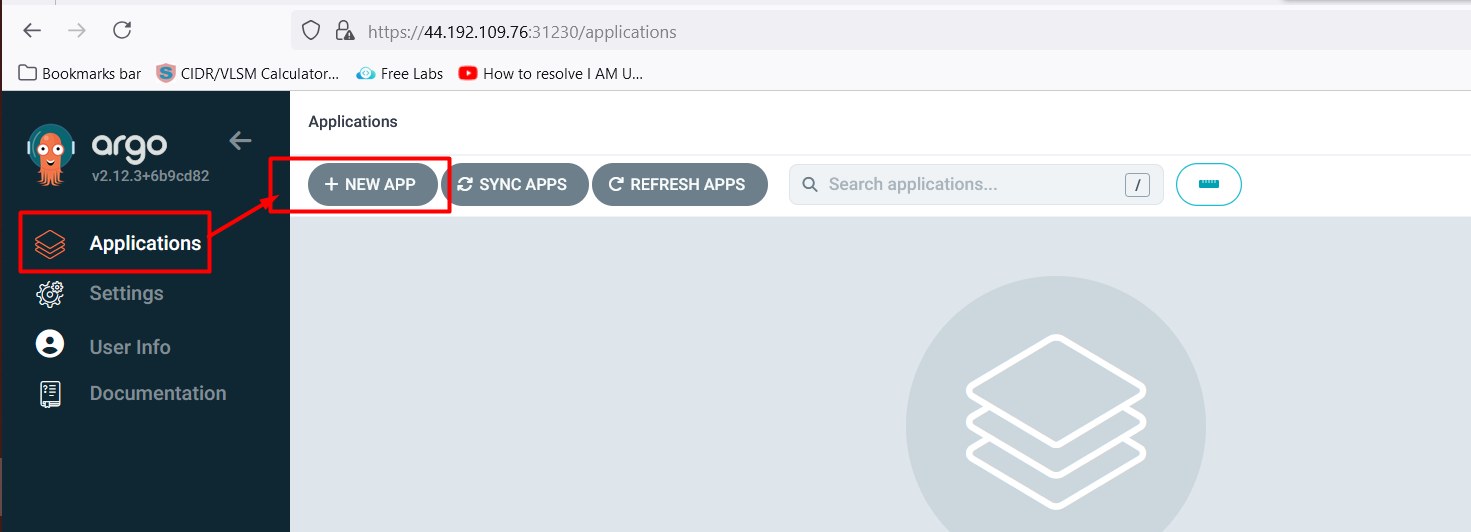 https://44.192.109.76:31230/applications
Bookmarks bar CIDR/VLSM Calculator... Free Labs How to resolve I AM U...
argo
v2.12.3+6b9cd82
Applications
Settings
User Info
Documentation
Applications
NEW APP SYNC APPS REFRESH APPS Search applications... /